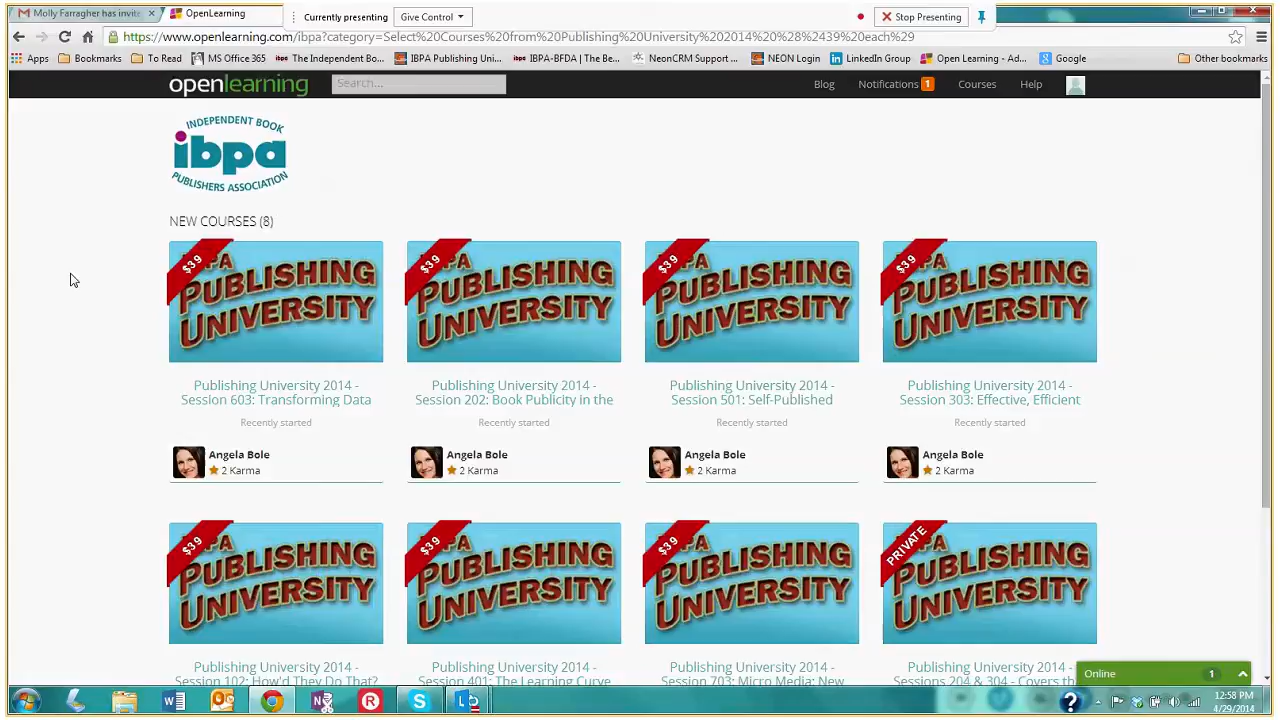 Molly Farragher has invite
OpenLearning
Currently presenting
Give Control
Stop Presenting
https://www.openlearning.com/ibpa?category=Select%20Courses%20from%20Publishing%20University%202014%20%28%2439%20each%29
Apps
Bookmarks
To Read
MS Office 365
The Independent Bo...
IBPA Publishing Uni...
IBPA-BFDA | The Be...
NeonCRM Support ...
NEON Login
LinkedIn Group
Open Learning - Ad...
Google
Other bookmarks
openlearning
Search...
Blog
Notifications 1
Courses
Help
INDEPENDENT BOOK
ibpa
PUBLISHERS ASSOCIATION
NEW COURSES (8)
$39
PUBLISHING
UNIVERSITY
$39
PUBLISHING
UNIVERSITY
$39
PUBLISHING
UNIVERSITY
$39
PUBLISHING
UNIVERSITY
Publishing University 2014 -
Session 603: Transforming Data
Recently started
Publishing University 2014 -
Session 202: Book Publicity in the
Recently started
Publishing University 2014 -
Session 501: Self-Published
Recently started
Publishing University 2014 -
Session 303: Effective, Efficient
Recently started
Angela Bole
2 Karma
Angela Bole
2 Karma
Angela Bole
2 Karma
Angela Bole
2 Karma
$39
PUBLISHING
UNIVERSITY
$39
PUBLISHING
UNIVERSITY
$39
PUBLISHING
UNIVERSITY
PRIVATE
PUBLISHING
UNIVERSITY
Publishing University 2014 -
Session 102: How'd They Do That?
Publishing University 2014 -
Session 401: The Learning Curve
Publishing University 2014 -
Session 703: Micro Media: New
Publishing University 2014 -
Sessions 204 & 304 - Covers th
Online 1
12:58 PM
4/29/2014